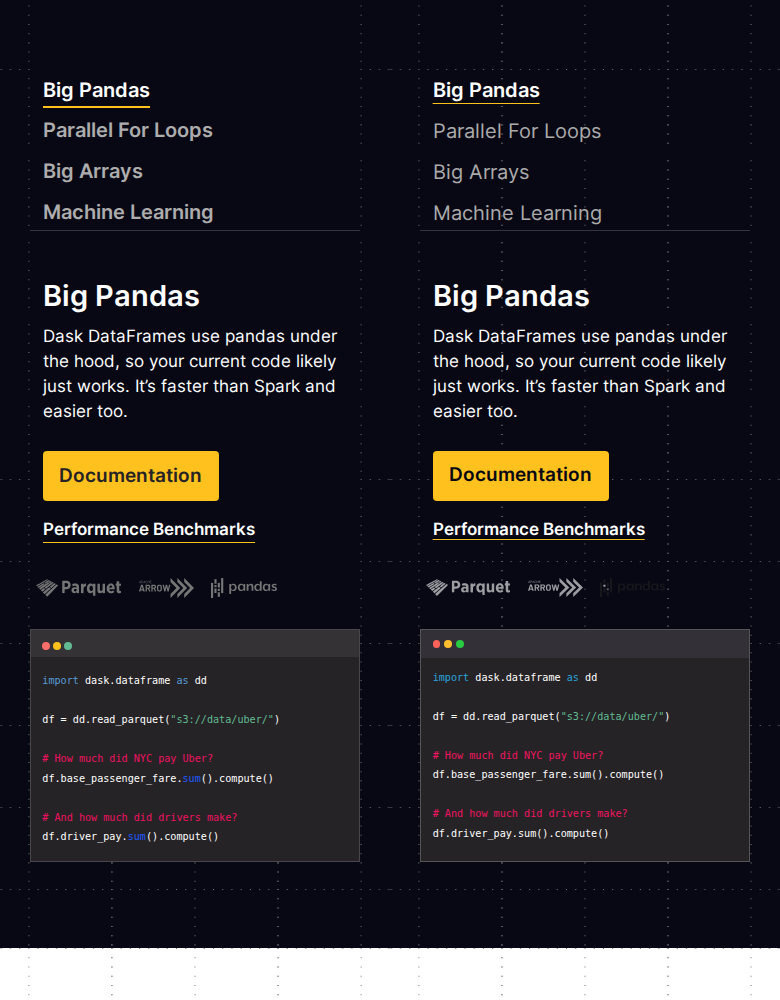 Big Pandas
Parallel For Loops
Big Arrays
Machine Learning
Big Pandas
Dask DataFrames use pandas under
the hood, so your current code likely
just works. It’s faster than Spark and
easier too.
Documentation
Performance Benchmarks
Parquet
ARROW
pandas
import dask.dataframe as dd
df = dd.read_parquet("s3://data/uber/")
# How much did NYC pay Uber?
df.base_passenger_fare.sum().compute()
# And how much did drivers make?
df.driver_pay.sum().compute()
Big Pandas
Parallel For Loops
Big Arrays
Machine Learning
Big Pandas
Dask DataFrames use pandas under
the hood, so your current code likely
just works. It’s faster than Spark and
easier too.
Documentation
Performance Benchmarks
Parquet
ARROW
pandas
import dask.dataframe as dd
df = dd.read_parquet("s3://data/uber/")
# How much did NYC pay Uber?
df.base_passenger_fare.sum().compute()
# And how much did drivers make?
df.driver_pay.sum().compute()